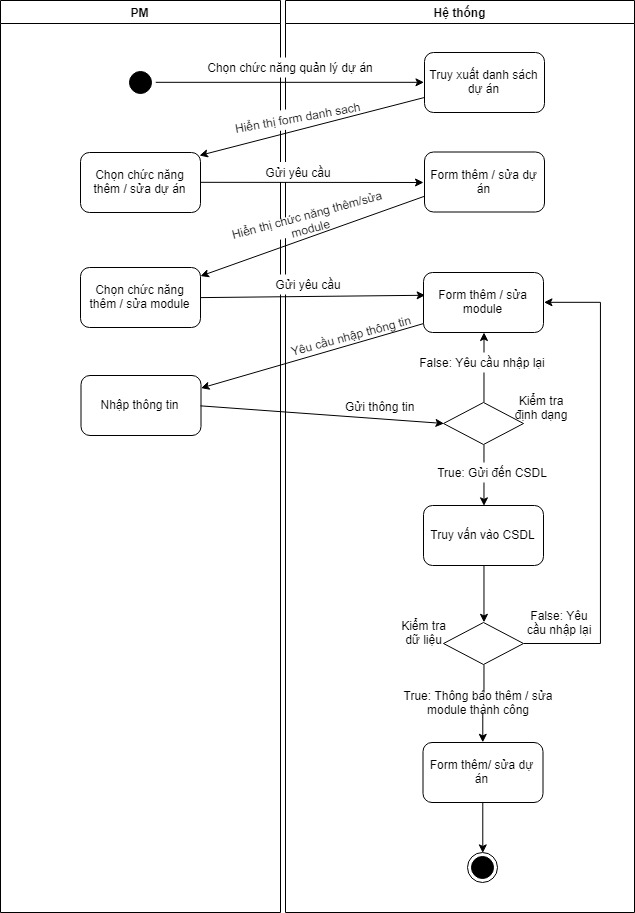 PM
Hệ thống
Chọn chức năng quản lý dự án
Truy xuất danh sách
dự án
Hiển thị form danh sach
Chọn chức năng
thêm / sửa dự án
Gửi yêu cầu
Form thêm / sửa dự
án
Hiển thị chức năng thêm/sửa
module
Chọn chức năng
thêm / sửa module
Gửi yêu cầu
Form thêm / sửa
module
Yêu cầu nhập thông tin
False: Yêu cầu nhập lại
Nhập thông tin
Gửi thông tin
Kiểm tra
định dạng
True: Gửi đến CSDL
Truy vấn vào CSDL
Kiểm tra
dữ liệu
False: Yêu
cầu nhập lại
True: Thông báo thêm / sửa
module thành công
Form thêm/ sửa dự
án